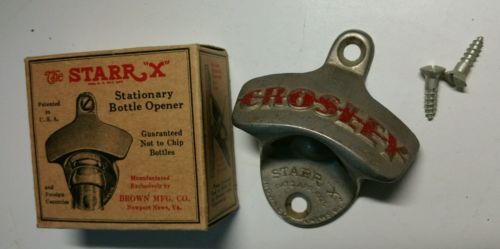 The STARR "X"
Patented
in
U.S.A.
Stationary
Bottle Opener
Guaranteed
Not to Chip
Bottles
and
Foreign
Countries
Manufactured
Exclusively by
BROWN MFG. CO.
Newport News, Va.
CROSLEY
STARR "X"